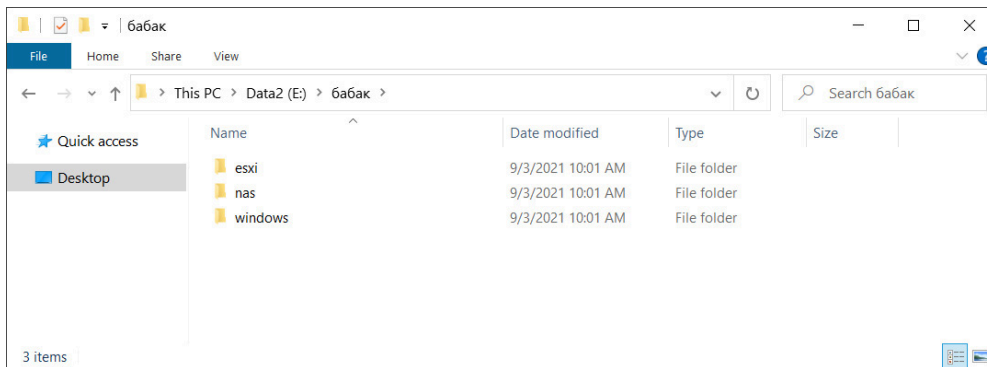 бабак
File Home Share View
This PC > Data2 (E:) > бабак > Search бабак
Quick access
Desktop
Name Date modified Type Size
esxi 9/3/2021 10:01 AM File folder
nas 9/3/2021 10:01 AM File folder
windows 9/3/2021 10:01 AM File folder
3 items